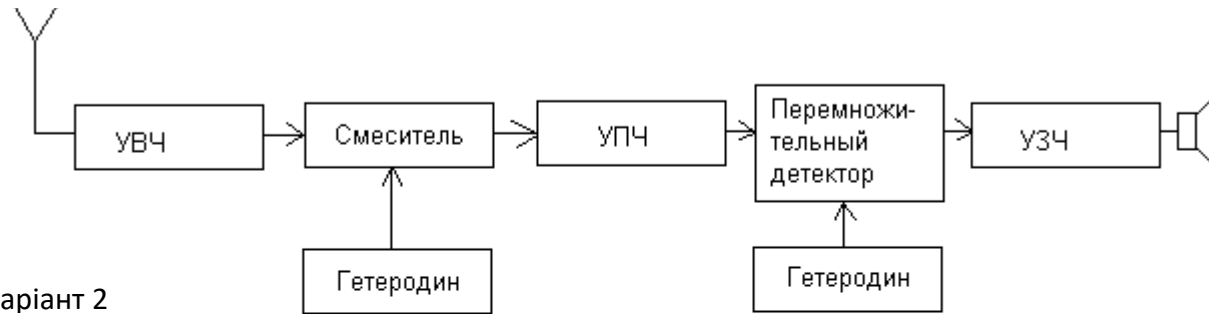 УВЧ
Смеситель
УПЧ
Перемножи-
тельный
детектор
УЗЧ
Гетеродин
Гетеродин
аріант 2